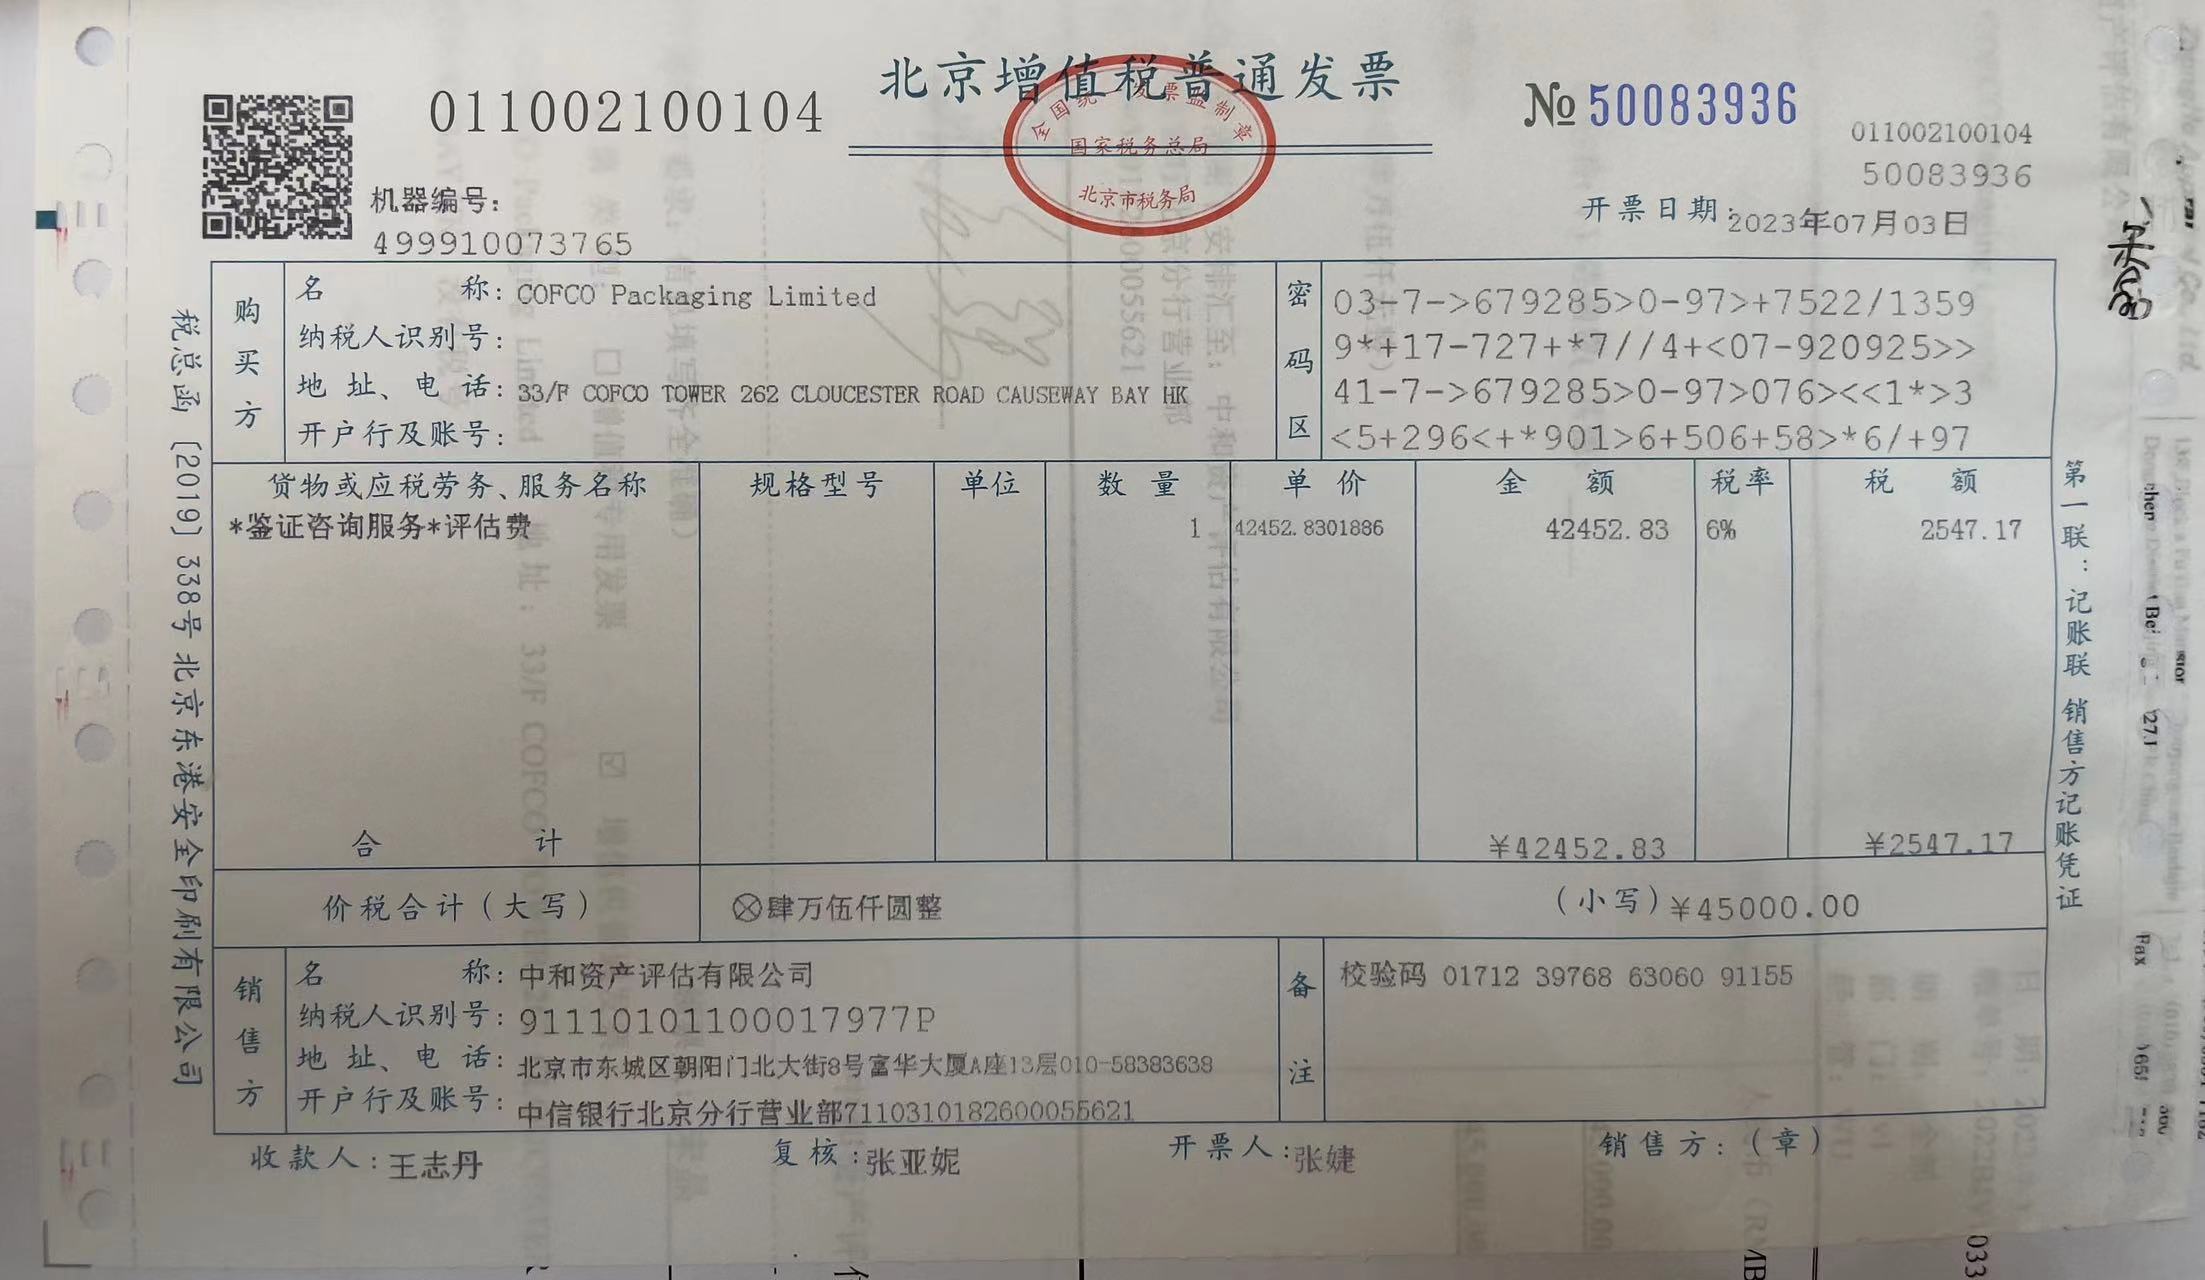 北京增值税普通发票
全国统一发票监制章
国家税务总局
北京市税务局
011002100104
№ 50083936
011002100104
50083936
机器编号:
499910073765
开票日期: 2023年07月03日
税总函〔2019〕338号北京东港安全印刷有限公司
购买方
名 称: COFCO Packaging Limited
纳税人识别号:
地 址、电 话: 33/F COFCO TOWER 262 CLOUCESTER ROAD CAUSEWAY BAY HK
开户行及账号:
密码区
03-7->679285>0-97>+7522/1359
9*+17-727+*7//4+<07-920925>>
41-7->679285>0-97>076><<1*>3
<5+296<+*901>6+506+58>*6/+97
货物或应税劳务、服务名称 规格型号 单位 数 量 单 价 金 额 税率 税 额
*鉴证咨询服务*评估费 1 42452.8301886 42452.83 6% 2547.17
合 计 ¥42452.83 ¥2547.17
价税合计(大写) ⊗肆万伍仟圆整 (小写) ¥45000.00
销售方
名 称: 中和资产评估有限公司
纳税人识别号: 91110101100017977P
地 址、电 话: 北京市东城区朝阳门北大街8号富华大厦A座13层010-58383638
开户行及账号: 中信银行北京分行营业部7110310182600055621
备注
校验码 01712 39768 63060 91155
收款人: 王志丹 复核: 张亚妮 开票人: 张婕 销售方:(章)
第一联:记账联 销售方记账凭证